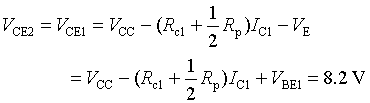 V_CE2 = V_CE1 = V_CC − (R_c1 + 1/2 R_p)I_C1 − V_E
= V_CC − (R_c1 + 1/2 R_p)I_C1 + V_BE1 = 8.2 V